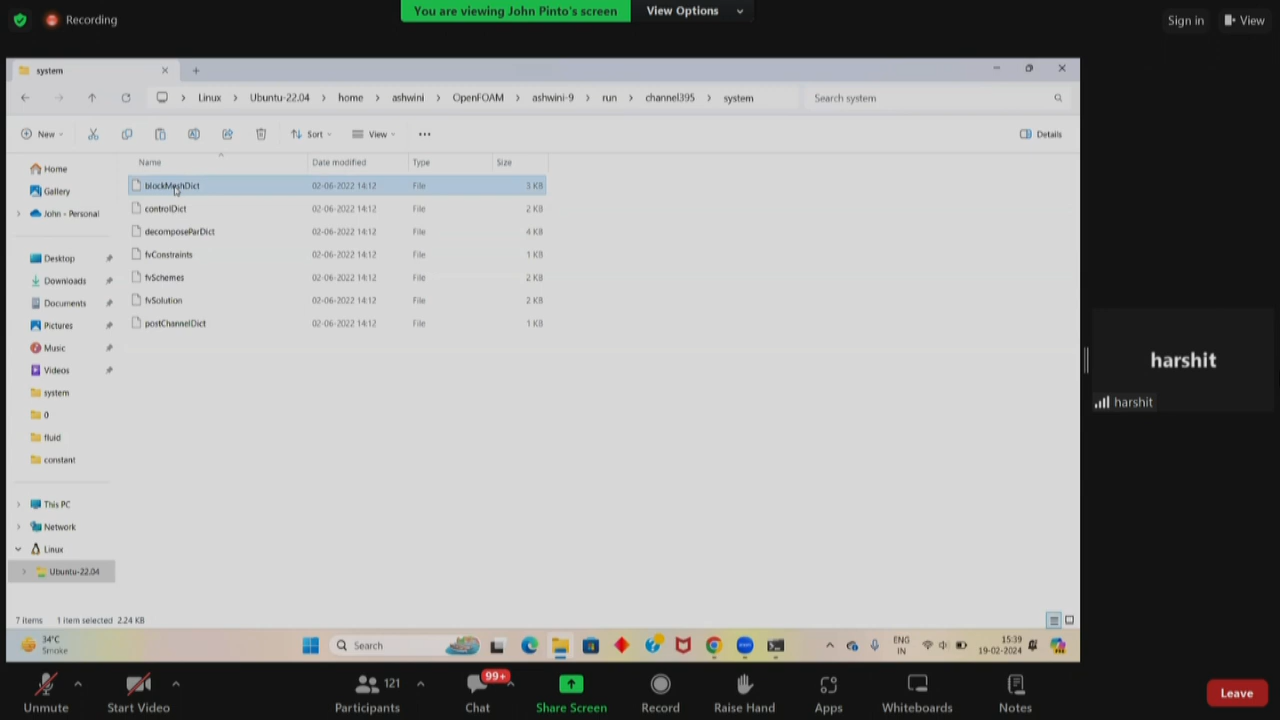 Recording
You are viewing John Pinto's screen
View Options
Sign in
View
system
Linux > Ubuntu-22.04 > home > ashwini > OpenFOAM > ashwini-9 > run > channel395 > system
Search system
New
Sort
View
Details
Name
Date modified
Type
Size
blockMeshDict 02-06-2022 14:12 File 3 KB
controlDict 02-06-2022 14:12 File 2 KB
decomposeParDict 02-06-2022 14:12 File 4 KB
fvConstraints 02-06-2022 14:12 File 1 KB
fvSchemes 02-06-2022 14:12 File 2 KB
fvSolution 02-06-2022 14:12 File 2 KB
postChannelDict 02-06-2022 14:12 File 1 KB
Home
Gallery
John - Personal
Desktop
Downloads
Documents
Pictures
Music
Videos
system
0
fluid
constant
This PC
Network
Linux
Ubuntu-22.04
7 items 1 item selected 2.24 KB
harshit
harshit
34°C
Smoke
Search
ENG
IN
15:39
19-02-2024
Unmute
Start Video
121
Participants
99+
Chat
Share Screen
Record
Raise Hand
Apps
Whiteboards
Notes
Leave